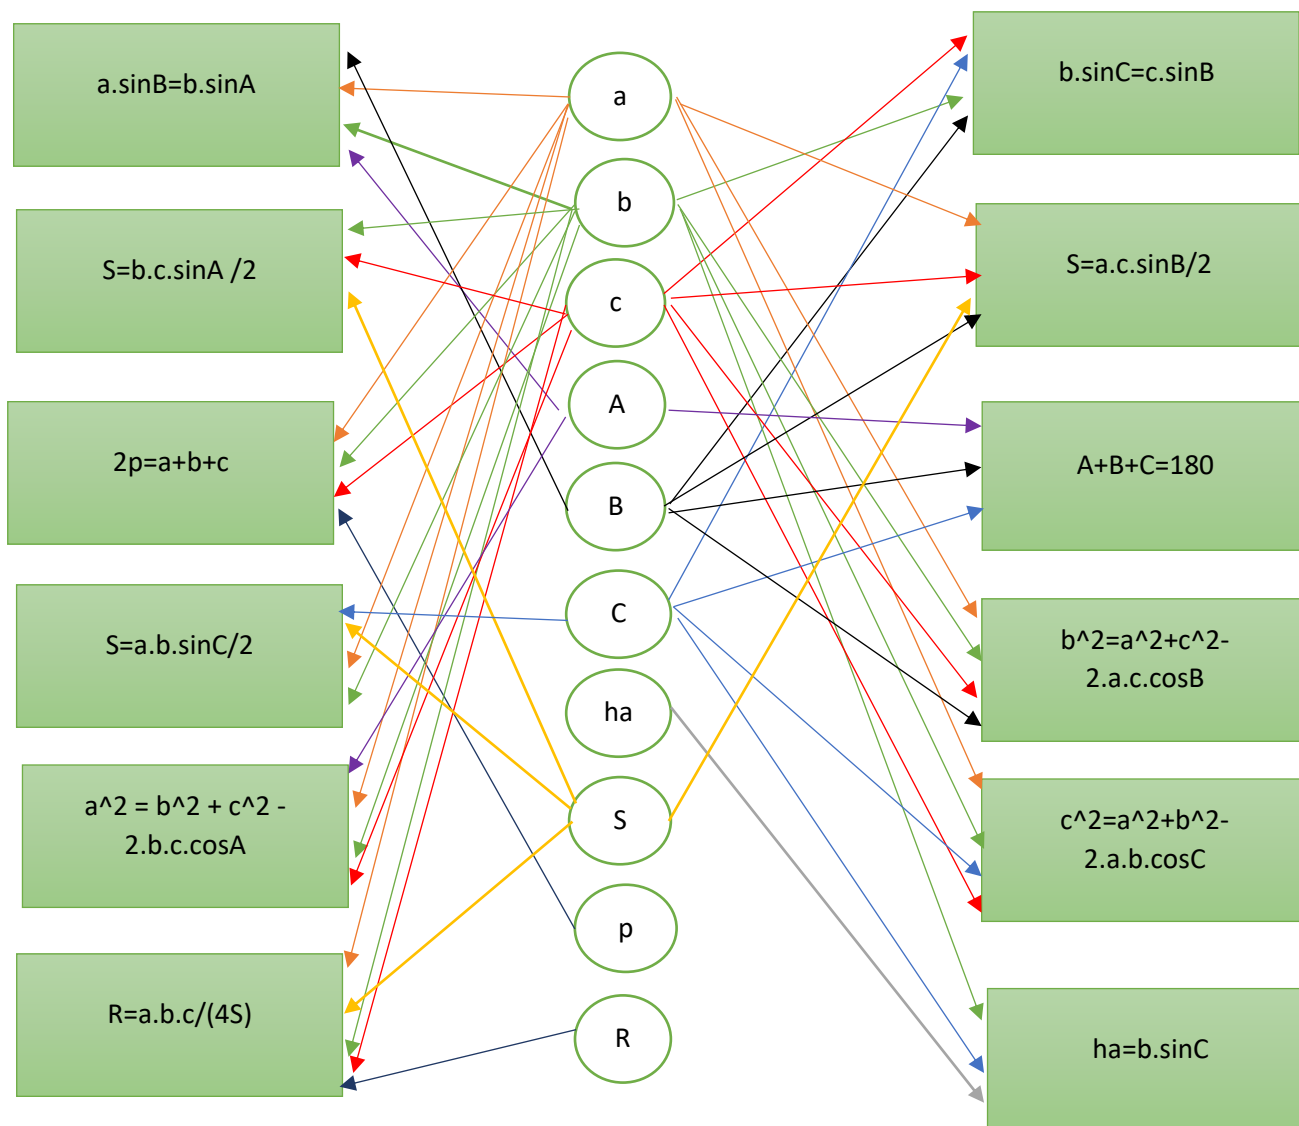 a.sinB=b.sinA
S=b.c.sinA /2
2p=a+b+c
S=a.b.sinC/2
a^2 = b^2 + c^2 -
2.b.c.cosA
R=a.b.c/(4S)
a
b
c
A
B
C
ha
S
p
R
b.sinC=c.sinB
S=a.c.sinB/2
A+B+C=180
b^2=a^2+c^2-
2.a.c.cosB
c^2=a^2+b^2-
2.a.b.cosC
ha=b.sinC